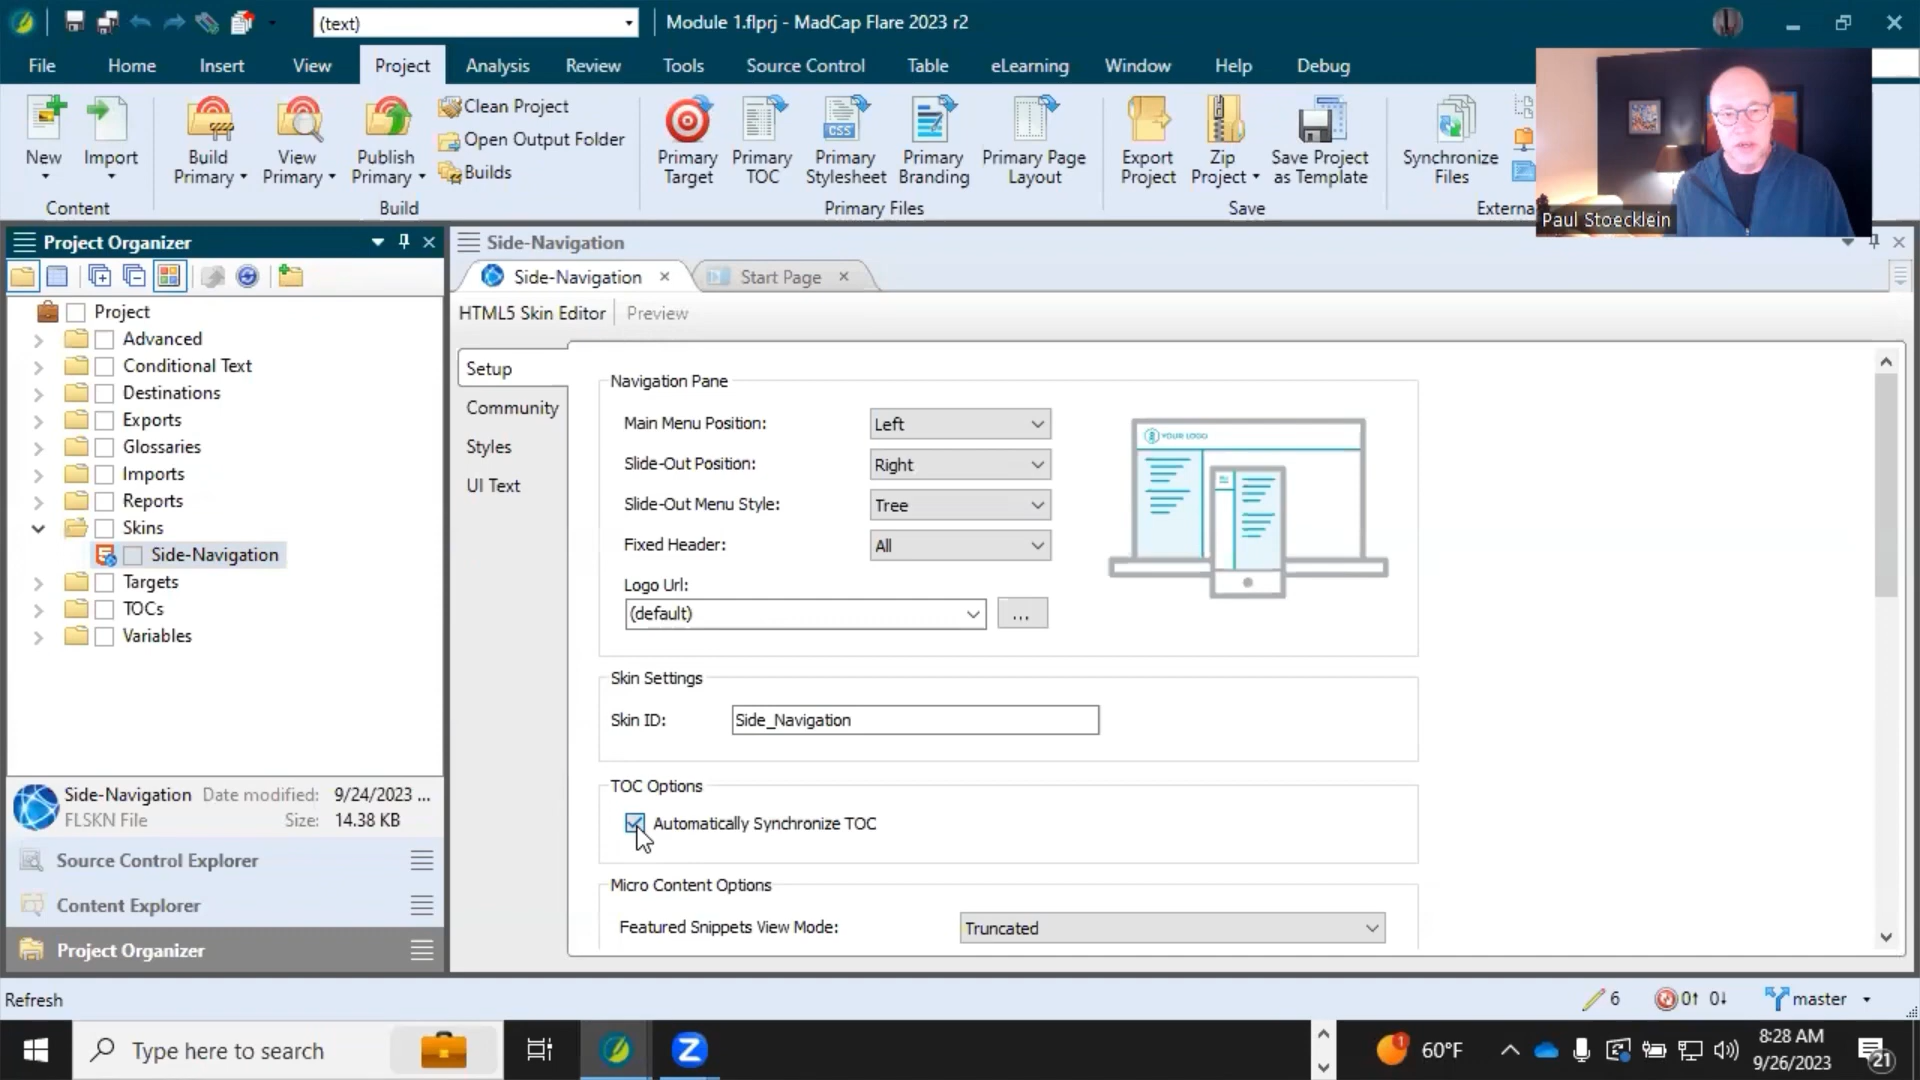 (text)
Module 1.flprj - MadCap Flare 2023 r2
File Home Insert View Project Analysis Review Tools Source Control Table eLearning Window Help Debug
New
Import
Content
Build Primary
View Primary
Publish Primary
Clean Project
Open Output Folder
Builds
Build
Primary Target
Primary TOC
Primary Stylesheet
Primary Branding
Primary Page Layout
Primary Files
Export Project
Zip Project
Save Project as Template
Save
Synchronize Files
Externa
Paul Stoecklein
Project Organizer
Project
Advanced
Conditional Text
Destinations
Exports
Glossaries
Imports
Reports
Skins
Side-Navigation
Targets
TOCs
Variables
Side-Navigation Date modified: 9/24/2023 ...
FLSKN File Size: 14.38 KB
Source Control Explorer
Content Explorer
Project Organizer
Side-Navigation
Side-Navigation
Start Page
HTML5 Skin Editor Preview
Setup
Community
Styles
UI Text
Navigation Pane
Main Menu Position: Left
Slide-Out Position: Right
Slide-Out Menu Style: Tree
Fixed Header: All
Logo Url:
(default) ...
YOUR LOGO
Skin Settings
Skin ID: Side_Navigation
TOC Options
Automatically Synchronize TOC
Micro Content Options
Featured Snippets View Mode: Truncated
Refresh
6
0 0
master
Type here to search
1
60°F
8:28 AM
9/26/2023
21